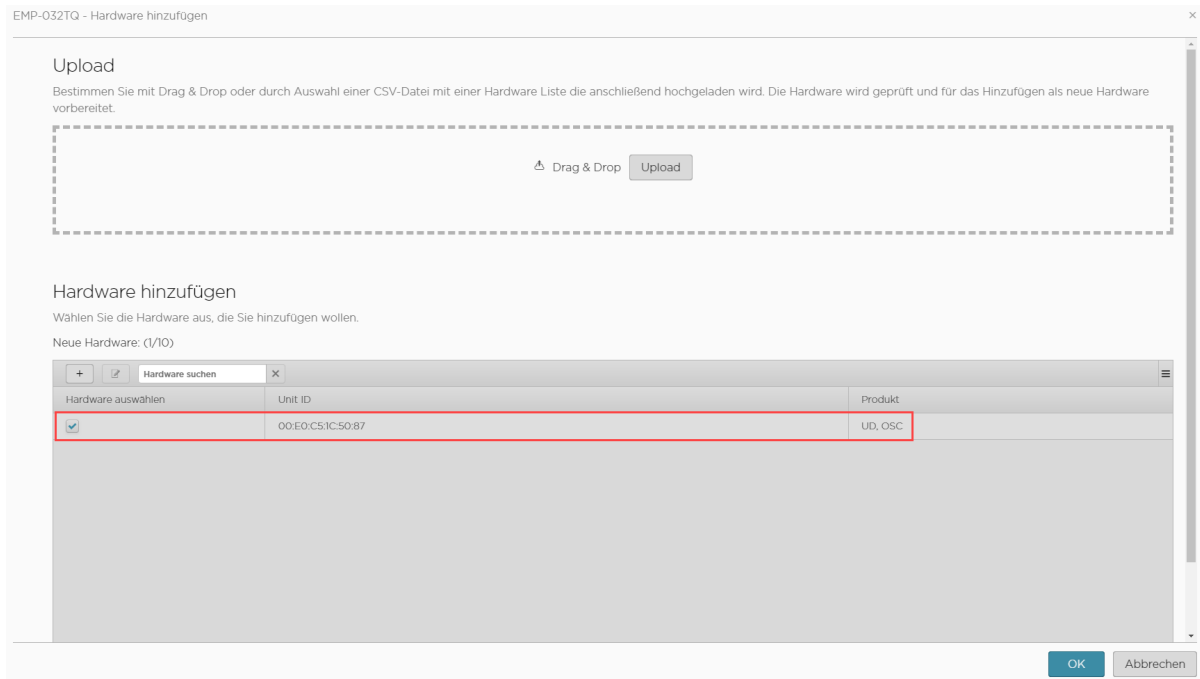 EMP-032TQ - Hardware hinzufügen
Upload
Bestimmen Sie mit Drag & Drop oder durch Auswahl einer CSV-Datei mit einer Hardware Liste die anschließend hochgeladen wird. Die Hardware wird geprüft und für das Hinzufügen als neue Hardware
vorbereitet.
Drag & Drop Upload
Hardware hinzufügen
Wählen Sie die Hardware aus, die Sie hinzufügen wollen.
Neue Hardware: (1/10)
Hardware suchen
Hardware auswählen Unit ID Produkt
00:E0:C5:1C:50:87 UD, OSC
OK Abbrechen